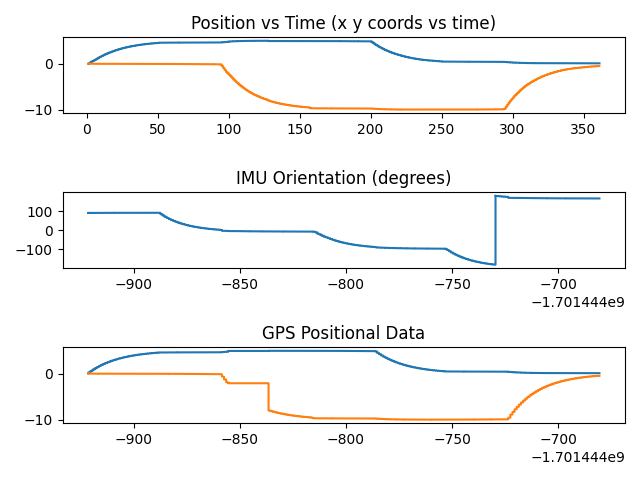 Position vs Time (x y coords vs time)
0
−10
0 50 100 150 200 250 300 350
IMU Orientation (degrees)
100
0
−100
−900 −850 −800 −750 −700
−1.701444e9
GPS Positional Data
0
−10
−900 −850 −800 −750 −700
−1.701444e9